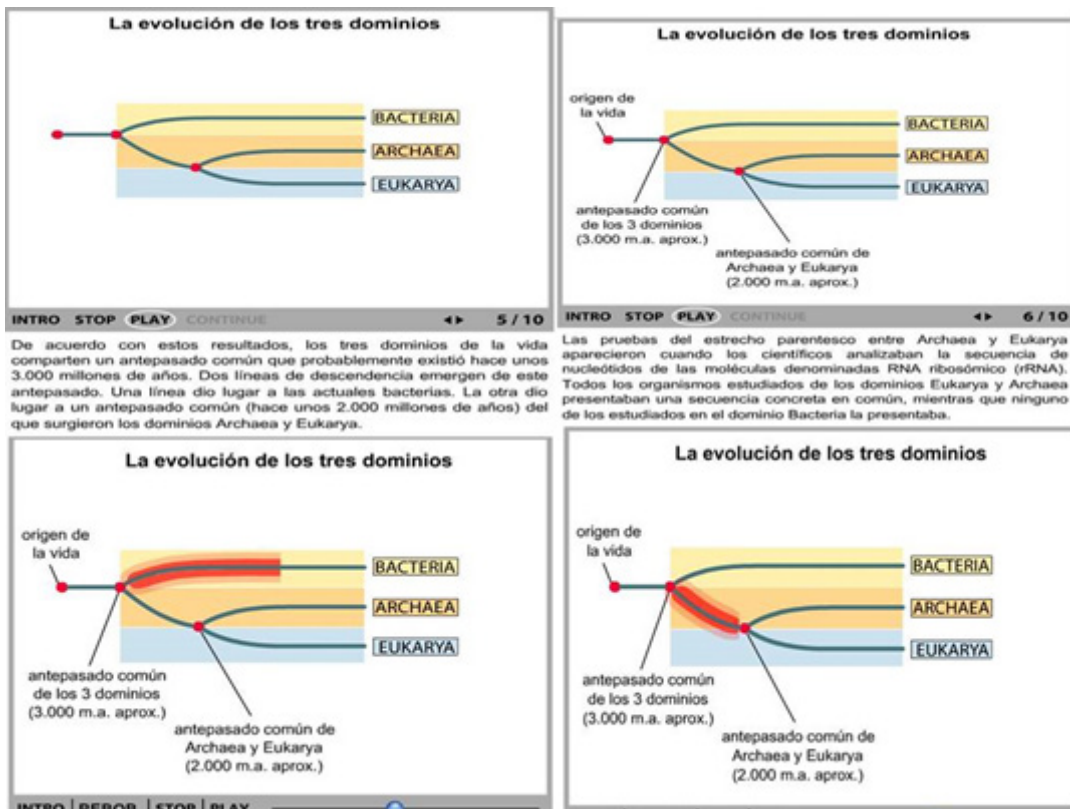 La evolución de los tres dominios
BACTERIA
ARCHAEA
EUKARYA
INTRO STOP PLAY CONTINUE 5 / 10
De acuerdo con estos resultados, los tres dominios de la vida
comparten un antepasado común que probablemente existió hace unos
3.000 millones de años. Dos líneas de descendencia emergen de este
antepasado. Una línea dio lugar a las actuales bacterias. La otra dio
lugar a un antepasado común (hace unos 2.000 millones de años) del
que surgieron los dominios Archaea y Eukarya.
La evolución de los tres dominios
origen de
la vida
BACTERIA
ARCHAEA
EUKARYA
antepasado común
de los 3 dominios
(3.000 m.a. aprox.)
antepasado común de
Archaea y Eukarya
(2.000 m.a. aprox.)
INTRO STOP PLAY CONTINUE 6 / 10
Las pruebas del estrecho parentesco entre Archaea y Eukarya
aparecieron cuando los científicos analizaban la secuencia de
nucleótidos de las moléculas denominadas RNA ribosómico (rRNA).
Todos los organismos estudiados de los dominios Eukarya y Archaea
presentaban una secuencia concreta en común, mientras que ninguno
de los estudiados en el dominio Bacteria la presentaba.
La evolución de los tres dominios
origen de
la vida
BACTERIA
ARCHAEA
EUKARYA
antepasado común
de los 3 dominios
(3.000 m.a. aprox.)
antepasado común de
Archaea y Eukarya
(2.000 m.a. aprox.)
INTRO | REPOR | STOP | PLAY
La evolución de los tres dominios
origen de
la vida
BACTERIA
ARCHAEA
EUKARYA
antepasado común
de los 3 dominios
(3.000 m.a. aprox.)
antepasado común de
Archaea y Eukarya
(2.000 m.a. aprox.)